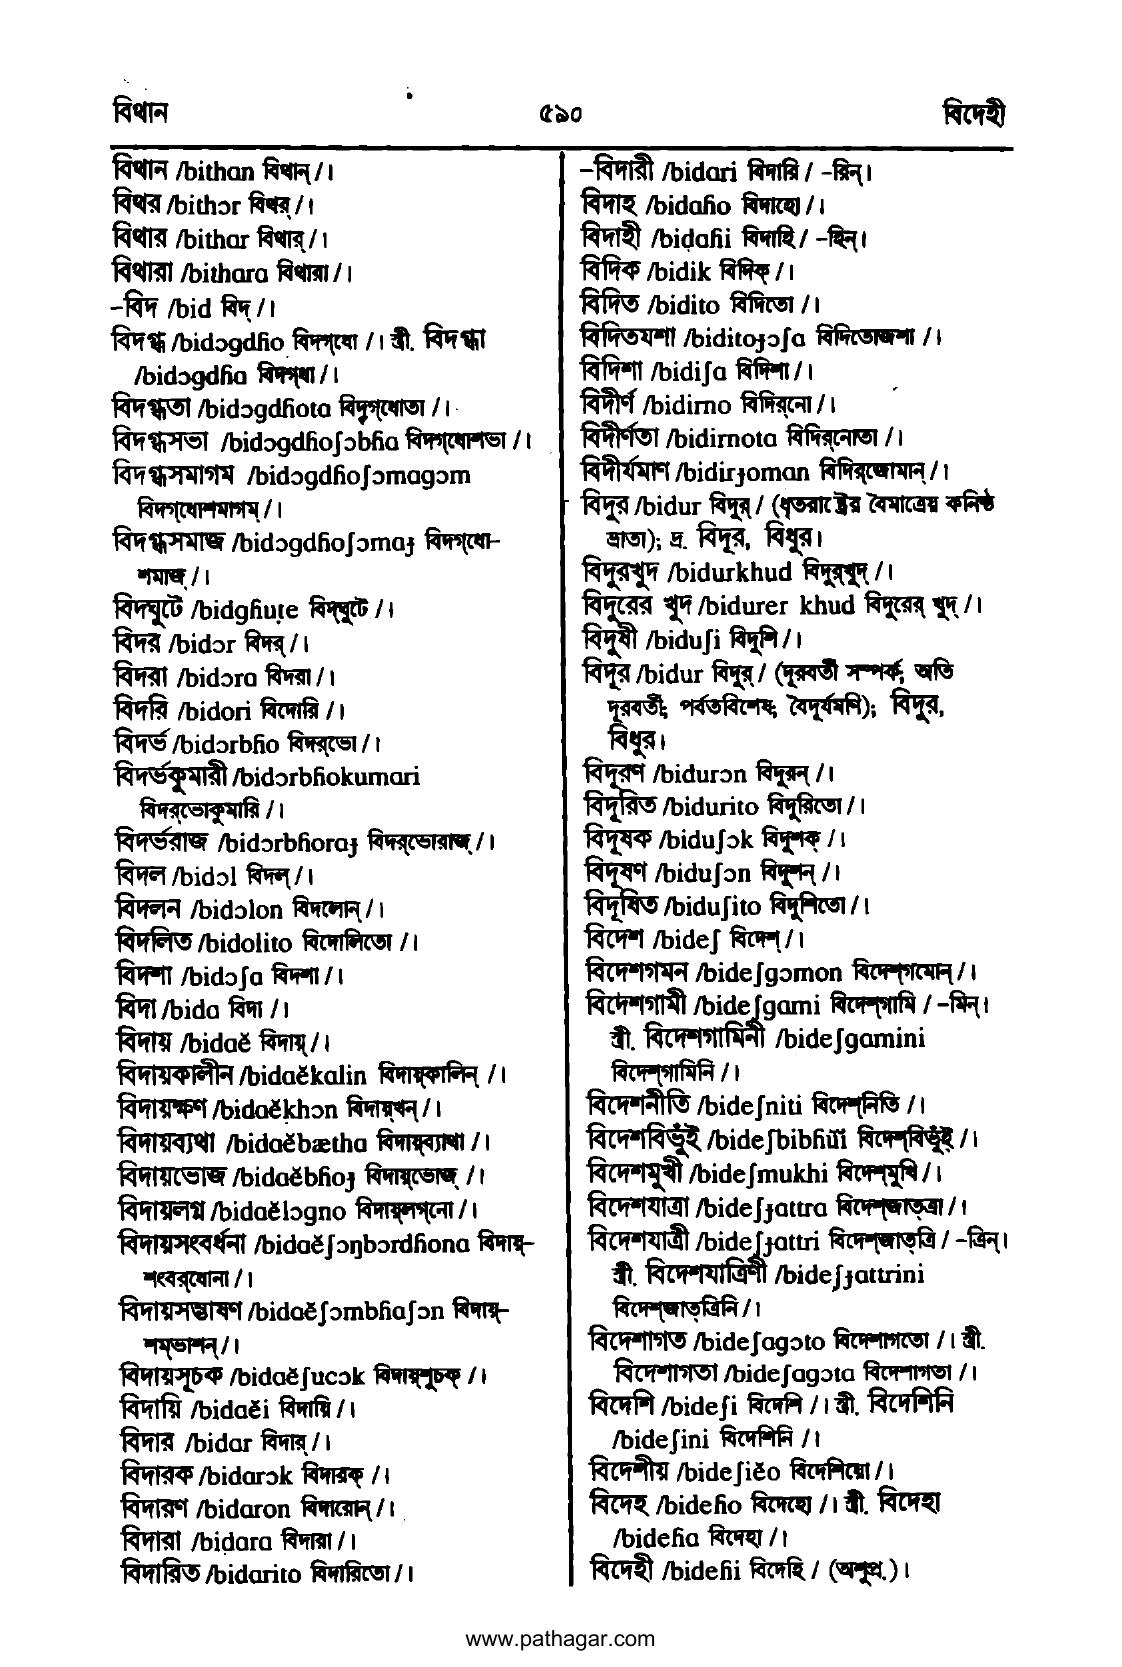 বিথান ৫৯০ বিদেহী
বিথান /bithan বিথান্ /।
বিথর /bithɔr বিথর্ /।
বিথার /bithar বিথার্ /।
বিথারা /bithara বিথারা /।
-বিদ /bid বিদ্ /।
বিদগ্ধ /bidɔgdɦo বিদগ্‌ধো /। স্ত্রী. বিদগ্ধা
/bidɔgdɦa বিদগ্‌ধা /।
বিদগ্ধতা /bidɔgdɦota বিদগ্‌ধোতা /।
বিদগ্ধসভা /bidɔgdɦoʃɔbɦa বিদগ্‌ধোশভা /।
বিদগ্ধসমাগম /bidɔgdɦoʃɔmagɔm
বিদগ্‌ধোশমাগম্ /।
বিদগ্ধসমাজ /bidɔgdɦoʃɔmaɟ বিদগ্‌ধো-
শমাজ্ /।
বিদঘুটে /bidgɦuʈe বিদ্‌ঘুটে /।
বিদর /bidɔr বিদর্ /।
বিদরা /bidɔra বিদরা /।
বিদরি /bidori বিদোরি /।
বিদর্ভ /bidɔrbɦo বিদর্‌ভো /।
বিদর্ভকুমারী /bidɔrbɦokumari
বিদর্‌ভোকুমারি /।
বিদর্ভরাজ /bidɔrbɦoraɟ বিদর্‌ভোরাজ্ /।
বিদল /bidɔl বিদল্ /।
বিদলন /bidɔlon বিদলোন্ /।
বিদলিত /bidolito বিদোলিতো /।
বিদশা /bidɔʃa বিদশা /।
বিদা /bida বিদা /।
বিদায় /bidaĕ বিদায়্ /।
বিদায়কালীন /bidaĕkalin বিদায়্‌কালিন্ /।
বিদায়ক্ষণ /bidaĕkhɔn বিদায়্‌খন্ /।
বিদায়ব্যথা /bidaĕbætha বিদায়্‌ব্যাথা /।
বিদায়ভোজ /bidaĕbɦoɟ বিদায়্‌ভোজ্ /।
বিদায়লগ্ন /bidaĕlɔgno বিদায়্‌লগ্‌নো /।
বিদায়সংবর্ধনা /bidaĕʃɔŋbɔrdɦona বিদায়্-
শংবর্‌ধোনা /।
বিদায়সম্ভাষণ /bidaĕʃɔmbɦaʃɔn বিদায়্-
শম্‌ভাশন্ /।
বিদায়সূচক /bidaĕʃucɔk বিদায়্‌শুচক্ /।
বিদায়ি /bidaĕi বিদায়ি /।
বিদার /bidar বিদার্ /।
বিদারক /bidarɔk বিদারক্ /।
বিদারণ /bidaron বিদারোন্ /।
বিদারা /bidara বিদারা /।
বিদারিত /bidarito বিদারিতো /।
-বিদারী /bidari বিদারি / -রিন্।
বিদাহ /bidaɦo বিদাহো /।
বিদাহী /bidaɦi বিদাহি / -হিন্।
বিদিক /bidik বিদিক্ /।
বিদিত /bidito বিদিতো /।
বিদিতযশা /biditoɟɔʃa বিদিতোজশা /।
বিদিশা /bidiʃa বিদিশা /।
বিদীর্ণ /bidirno বিদির্‌নো /।
বিদীর্ণতা /bidirnota বিদির্‌নোতা /।
বিদীর্যমাণ /bidirɟoman বিদির্‌জোমান্ /।
বিদুর /bidur বিদুর্ / (ধৃতরাষ্ট্রের বৈমাত্রেয় কনিষ্ঠ
ভ্রাতা); দ্র. বিদূর, বিধুর।
বিদুরখুদ /bidurkhud বিদুর্‌খুদ্ /।
বিদুরের খুদ /bidurer khud বিদুরের্ খুদ্ /।
বিদুষী /biduʃi বিদুশি /।
বিদূর /bidur বিদুর্ / (দূরবর্তী সম্পর্ক, অতি
দূরবর্তী; পর্বতবিশেষ; বৈদূর্যমণি); বিদুর,
বিধুর।
বিদূরণ /bidurɔn বিদুরন্ /।
বিদূরিত /bidurito বিদুরিতো /।
বিদূষক /biduʃɔk বিদুশক্ /।
বিদূষণ /biduʃɔn বিদুশন্ /।
বিদূষিত /biduʃito বিদুশিতো /।
বিদেশ /bideʃ বিদেশ্ /।
বিদেশগমন /bideʃgɔmon বিদেশ্‌গমোন্ /।
বিদেশগামী /bideʃgami বিদেশ্‌গামি / -মিন্।
স্ত্রী. বিদেশগামিনী /bideʃgamini
বিদেশ্‌গামিনি /।
বিদেশনীতি /bideʃniti বিদেশ্‌নিতি /।
বিদেশবিভুঁই /bideʃbibɦũĭ বিদেশ্‌বিভুঁই্ /।
বিদেশমুখী /bideʃmukhi বিদেশ্‌মুখি /।
বিদেশযাত্রা /bideʃɟattra বিদেশ্‌জাত্‌ত্রা /।
বিদেশযাত্রী /bideʃɟattri বিদেশ্‌জাত্‌ত্রি / -ত্রিন্।
স্ত্রী. বিদেশযাত্রিণী /bideʃɟattrini
বিদেশ্‌জাত্‌ত্রিনি /।
বিদেশাগত /bideʃagɔto বিদেশাগতো /। স্ত্রী.
বিদেশাগতা /bideʃagɔta বিদেশাগতা /।
বিদেশি /bideʃi বিদেশি /। স্ত্রী. বিদেশিনি
/bideʃini বিদেশিনি /।
বিদেশীয় /bideʃiĕo বিদেশিয়ো /।
বিদেহ /bideɦo বিদেহো /। স্ত্রী. বিদেহা
/bideɦa বিদেহা /।
বিদেহী /bideɦi বিদেহি / (অশুপ্র.)।
www.pathagar.com